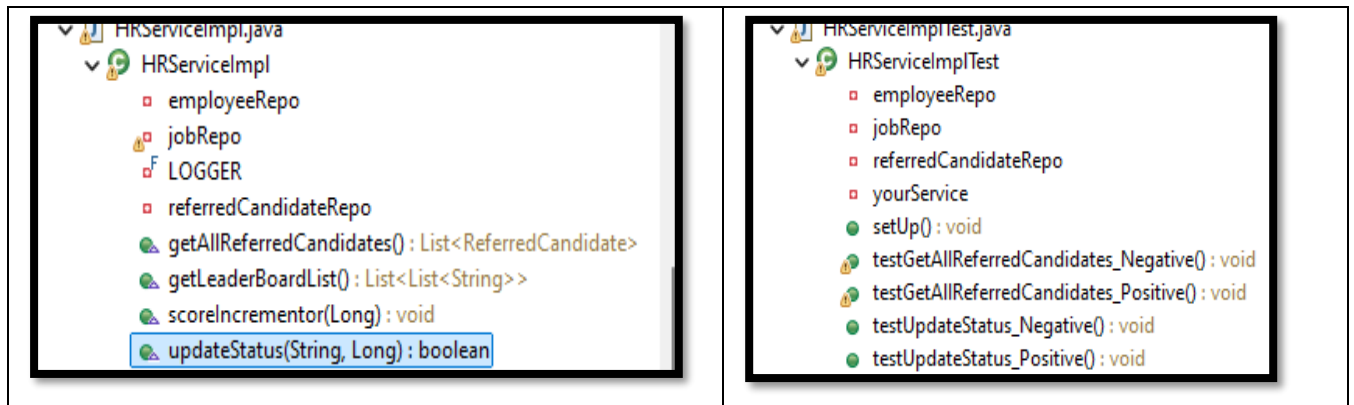 HRServiceImpl.java
HRServiceImpl
employeeRepo
jobRepo
LOGGER
referredCandidateRepo
getAllReferredCandidates() : List<ReferredCandidate>
getLeaderBoardList() : List<List<String>>
scoreIncrementor(Long) : void
updateStatus(String, Long) : boolean
HRServiceImplTest.java
HRServiceImplTest
employeeRepo
jobRepo
referredCandidateRepo
yourService
setUp() : void
testGetAllReferredCandidates_Negative() : void
testGetAllReferredCandidates_Positive() : void
testUpdateStatus_Negative() : void
testUpdateStatus_Positive() : void